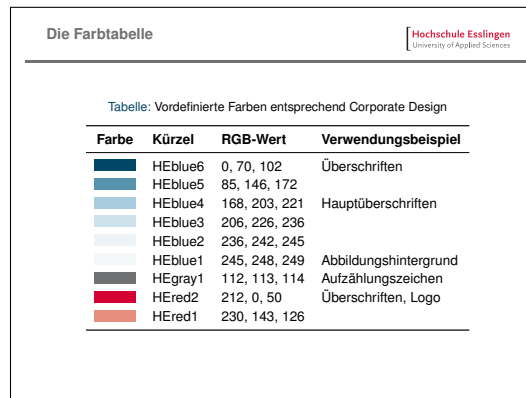 Die Farbtabelle
Hochschule Esslingen
University of Applied Sciences
Tabelle: Vordefinierte Farben entsprechend Corporate Design
Farbe Kürzel RGB-Wert Verwendungsbeispiel
HEblue6 0, 70, 102 Überschriften
HEblue5 85, 146, 172
HEblue4 168, 203, 221 Hauptüberschriften
HEblue3 206, 226, 236
HEblue2 236, 242, 245
HEblue1 245, 248, 249 Abbildungshintergrund
HEgray1 112, 113, 114 Aufzählungszeichen
HEred2 212, 0, 50 Überschriften, Logo
HEred1 230, 143, 126